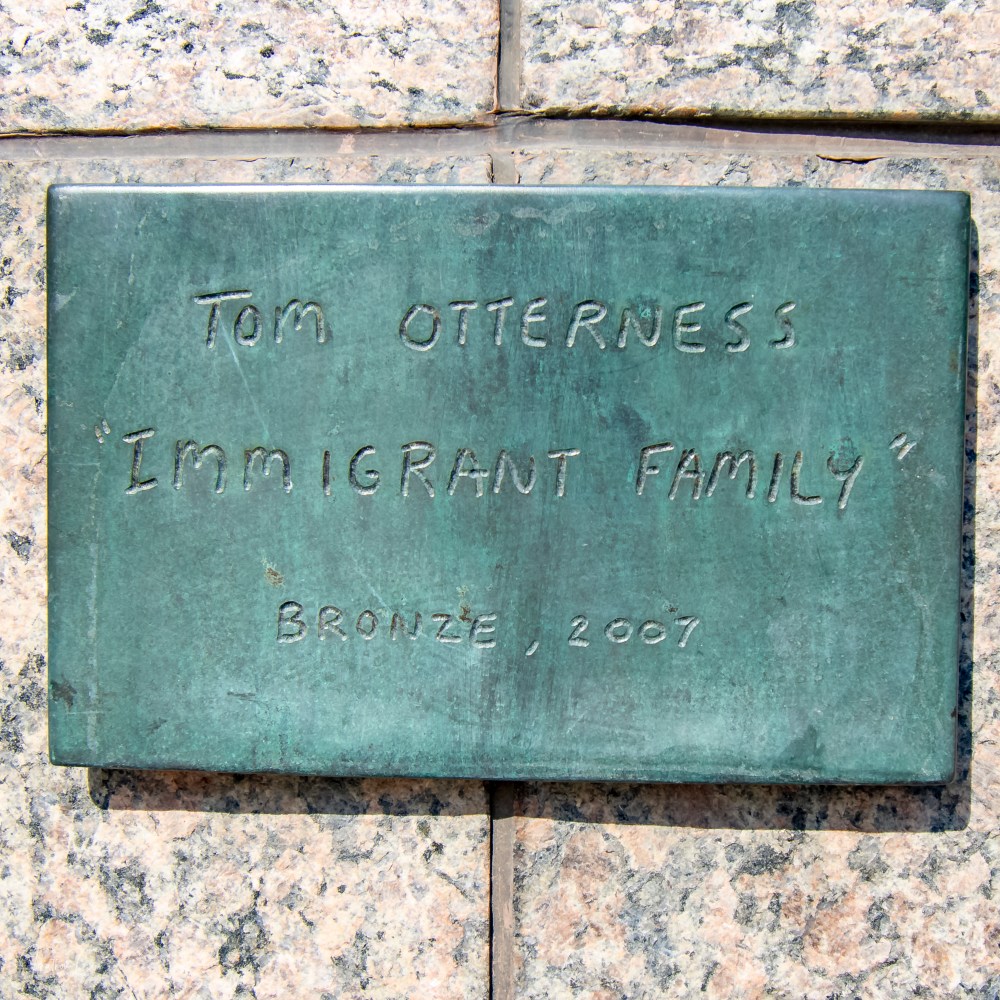 TOM OTTERNESS
"IMMIGRANT FAMILY"
BRONZE, 2007